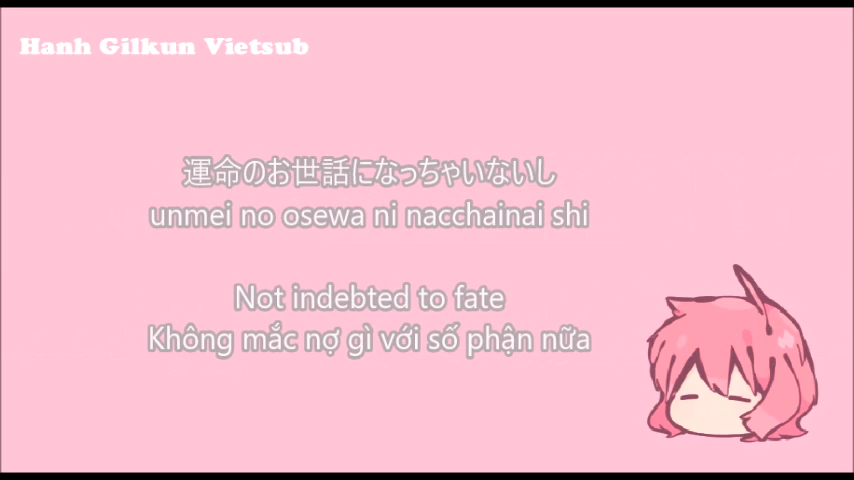 Hanh Gilkun Vietsub
運命のお世話になっちゃいないし
unmei no osewa ni nacchainai shi
Not indebted to fate
Không mắc nợ gì với số phận nữa